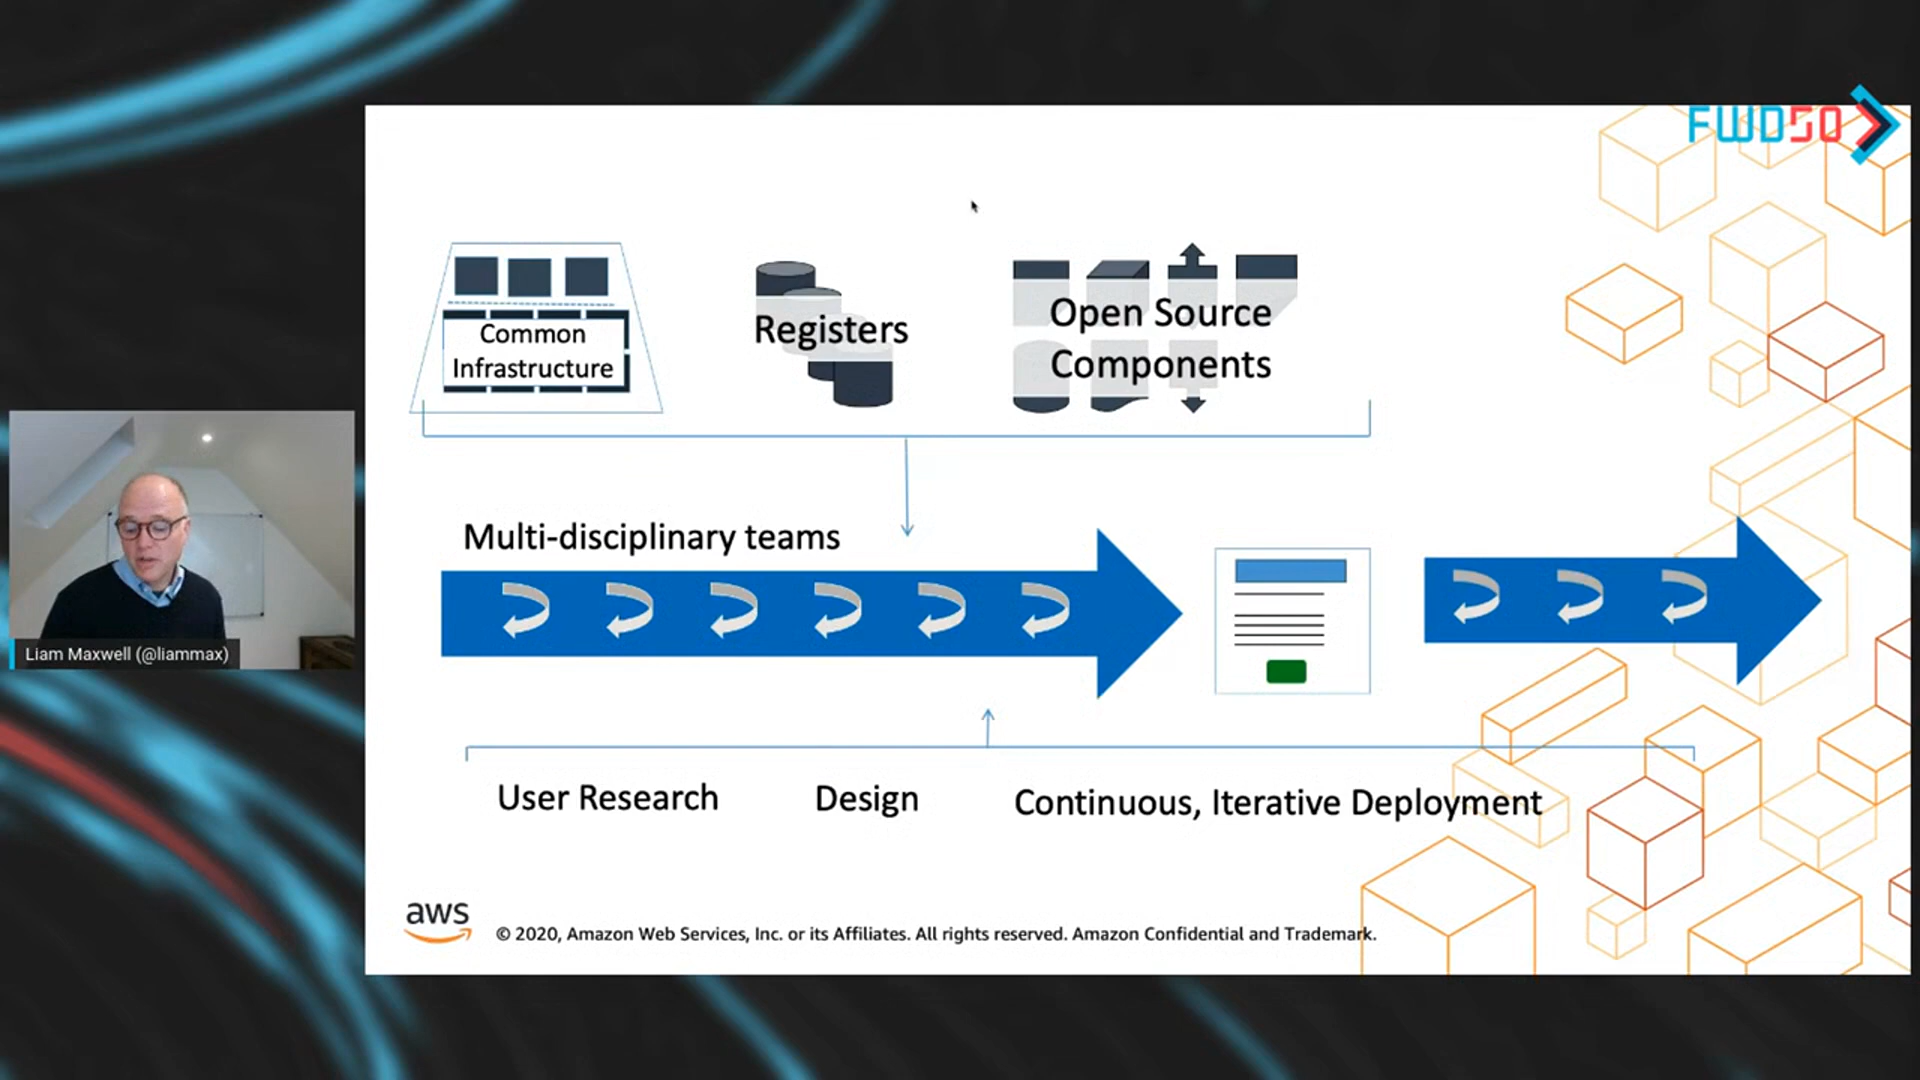 FWD50
Common
Infrastructure
Registers
Open Source
Components
Multi-disciplinary teams
Liam Maxwell (@liammax)
User Research
Design
Continuous, Iterative Deployment
aws
© 2020, Amazon Web Services, Inc. or its Affiliates. All rights reserved. Amazon Confidential and Trademark.